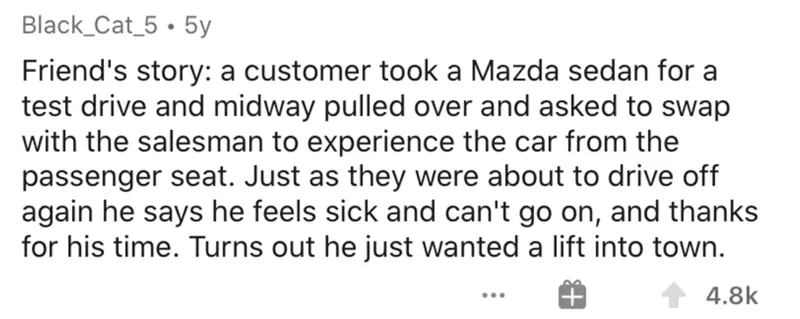 Black_Cat_5 • 5y
Friend's story: a customer took a Mazda sedan for a
test drive and midway pulled over and asked to swap
with the salesman to experience the car from the
passenger seat. Just as they were about to drive off
again he says he feels sick and can't go on, and thanks
for his time. Turns out he just wanted a lift into town.
... 4.8k